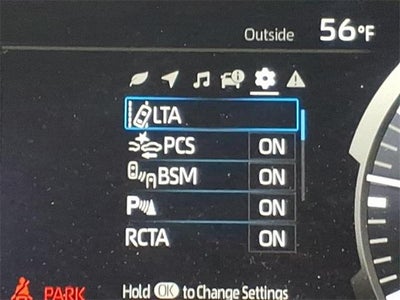 Outside 56°F
LTA
PCS ON
BSM ON
P ON
RCTA ON
Hold OK to Change Settings
PARK